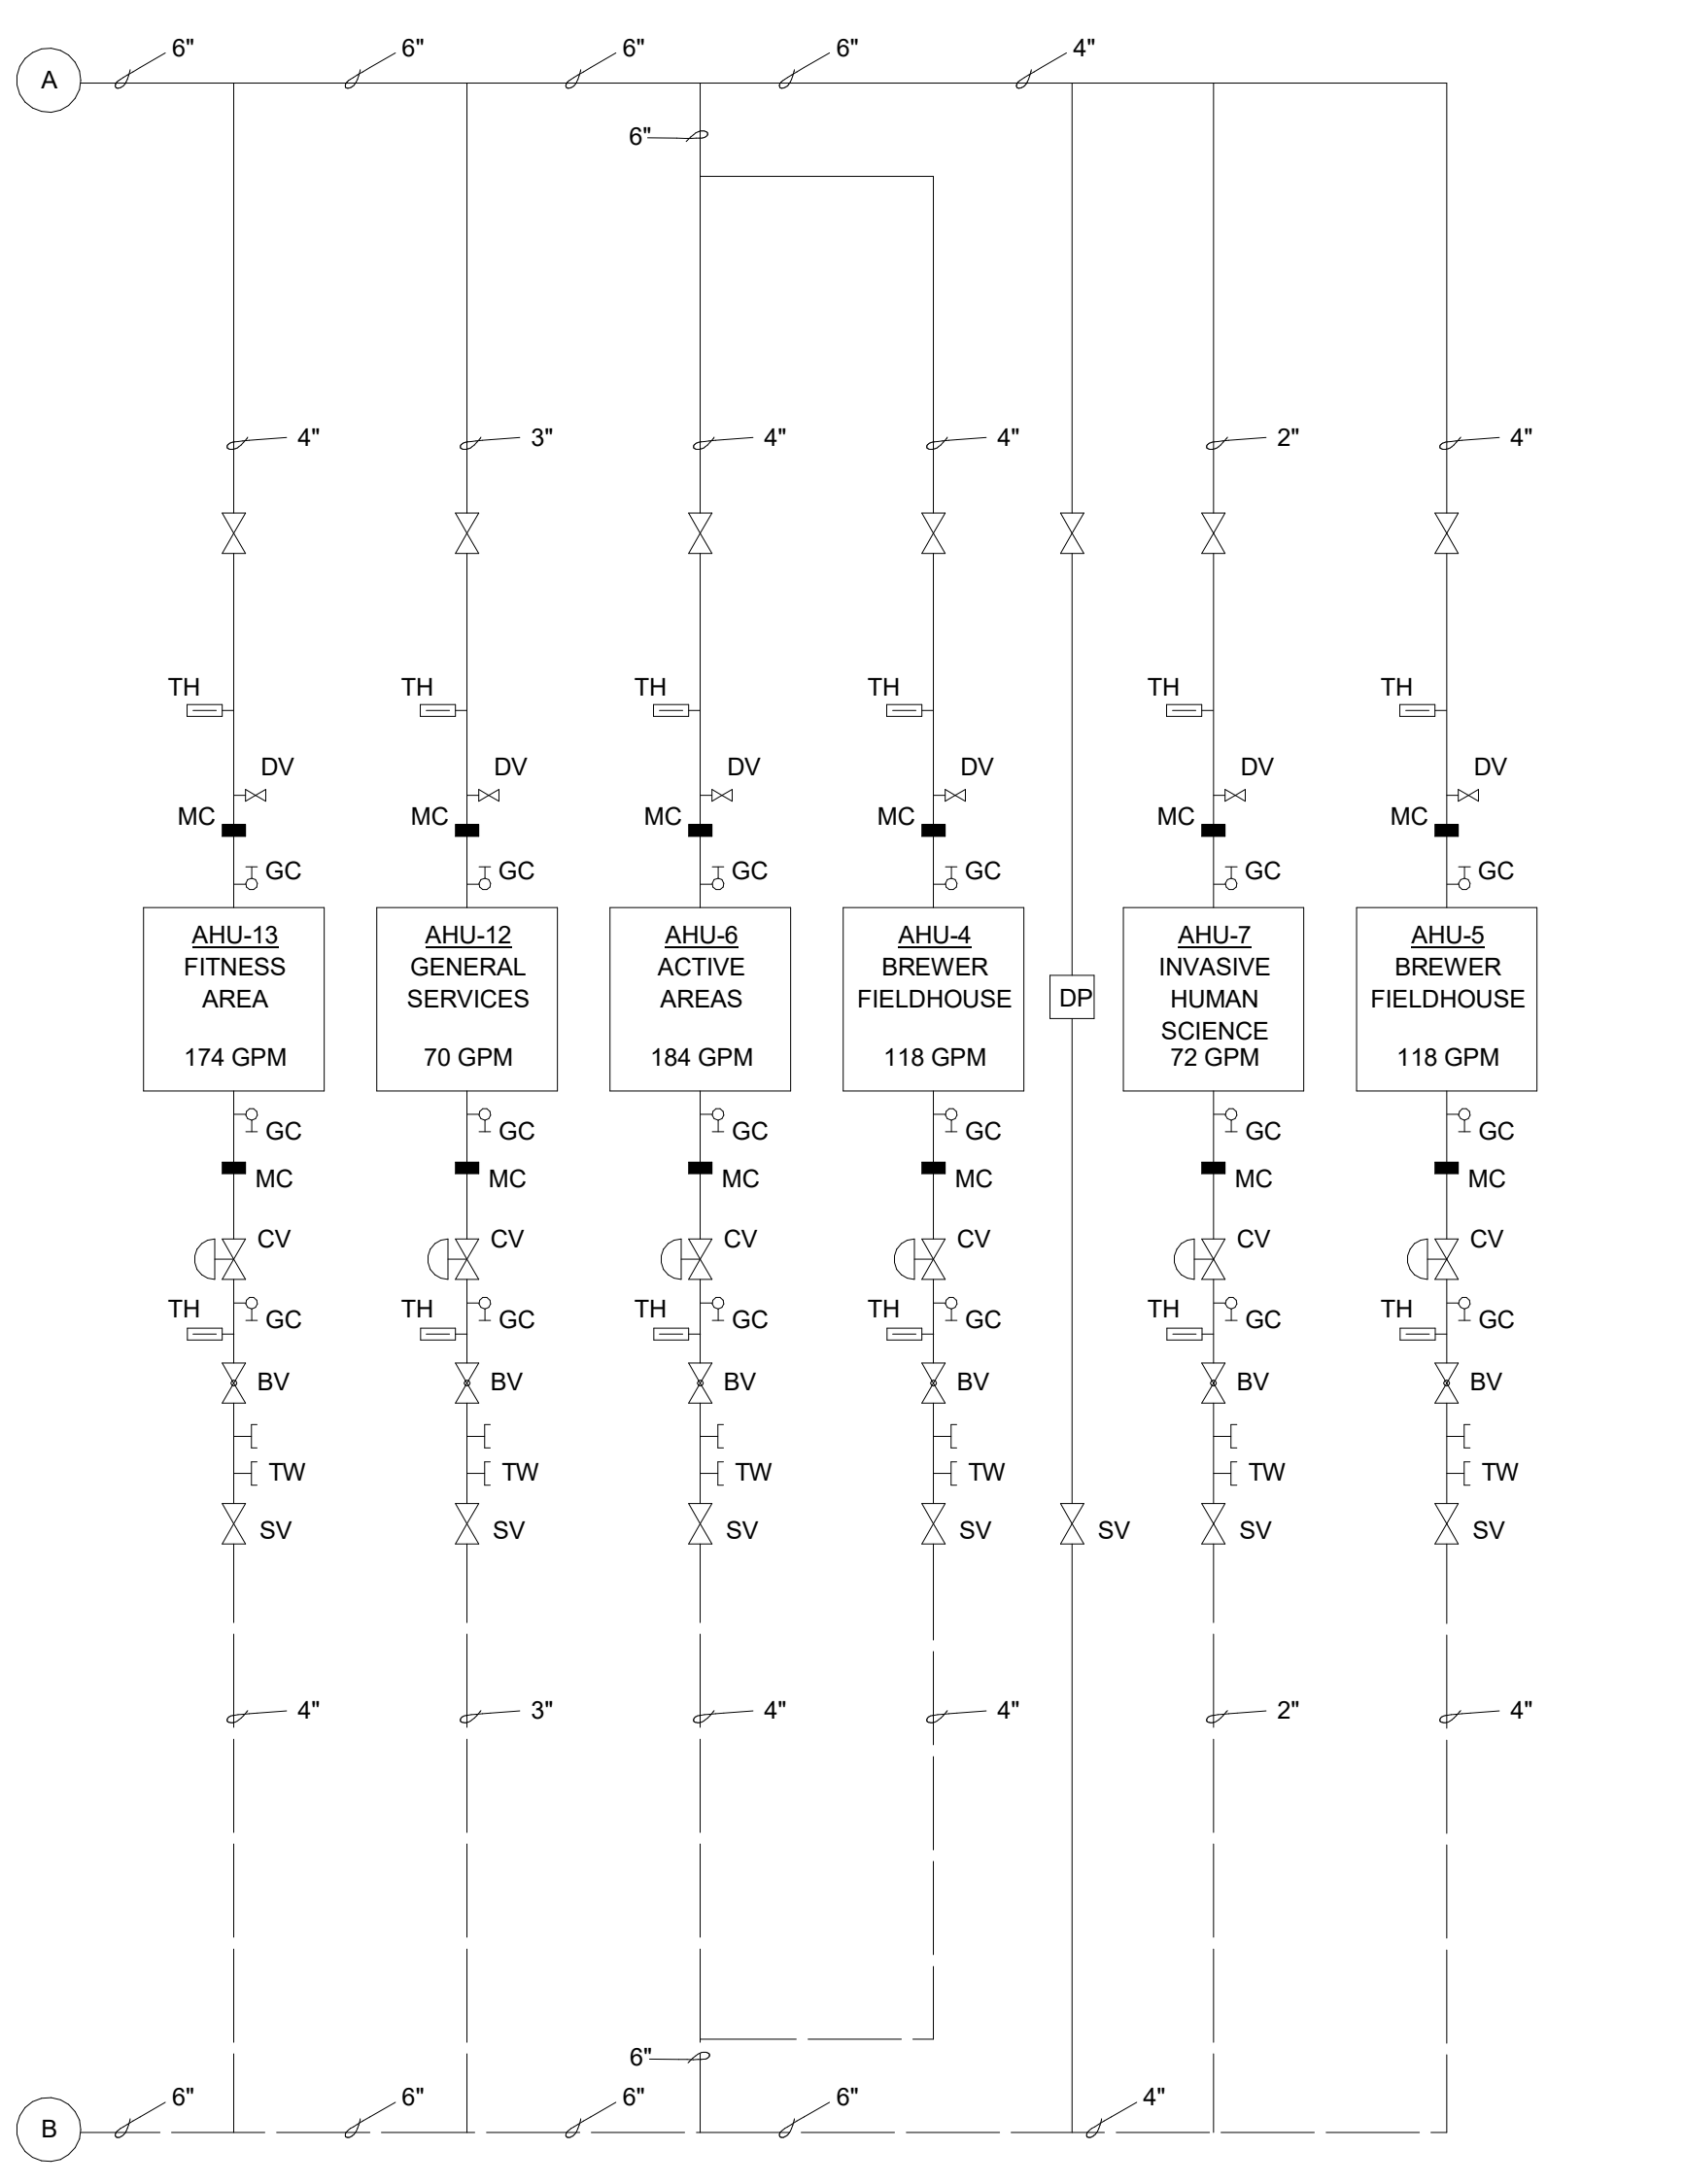 6" 6" 6" 6" 4"
A
6"
4" 3" 4" 4" 2" 4"
TH TH TH TH TH TH
DV DV DV DV DV DV
MC MC MC MC MC MC
GC GC GC GC GC GC
AHU-13
FITNESS
AREA
174 GPM
AHU-12
GENERAL
SERVICES
70 GPM
AHU-6
ACTIVE
AREAS
184 GPM
AHU-4
BREWER
FIELDHOUSE
118 GPM
DP
AHU-7
INVASIVE
HUMAN
SCIENCE
72 GPM
AHU-5
BREWER
FIELDHOUSE
118 GPM
GC GC GC GC GC GC
MC MC MC MC MC MC
CV CV CV CV CV CV
TH GC TH GC TH GC TH GC TH GC TH GC
BV BV BV BV BV BV
TW TW TW TW TW TW
SV SV SV SV SV SV SV
4" 3" 4" 4" 2" 4"
6"
6" 6" 6" 6" 4"
B